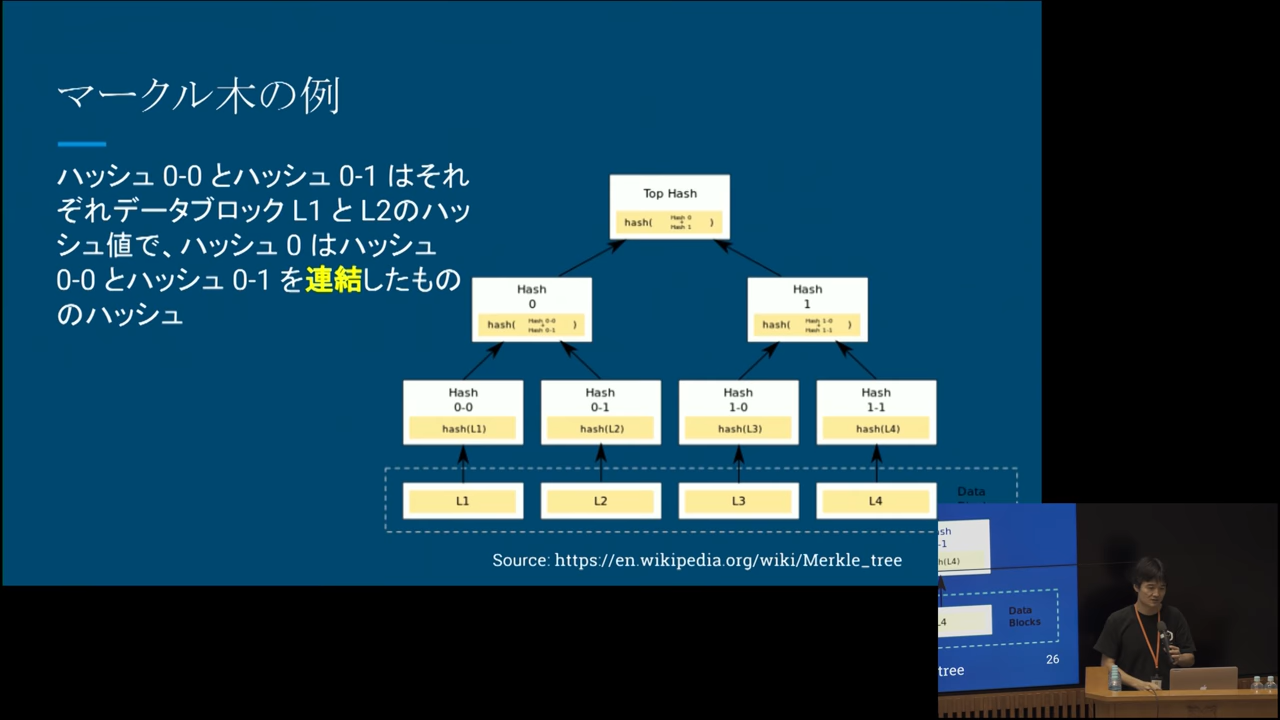 マークル木の例
ハッシュ 0-0 とハッシュ 0-1 はそれ
ぞれデータブロック L1 と L2のハッ
シュ値で、ハッシュ 0 はハッシュ
0-0 とハッシュ 0-1 を連結したもの
のハッシュ
Top Hash
hash( Hash 0 + Hash 1 )
Hash
0
hash( Hash 0-0 + Hash 0-1 )
Hash
1
hash( Hash 1-0 + Hash 1-1 )
Hash
0-0
hash(L1)
Hash
0-1
hash(L2)
Hash
1-0
hash(L3)
Hash
1-1
hash(L4)
L1
L2
L3
L4
Data
Source: https://en.wikipedia.org/wiki/Merkle_tree
ash
-1
h(L4)
L4
Data
Blocks
tree
26